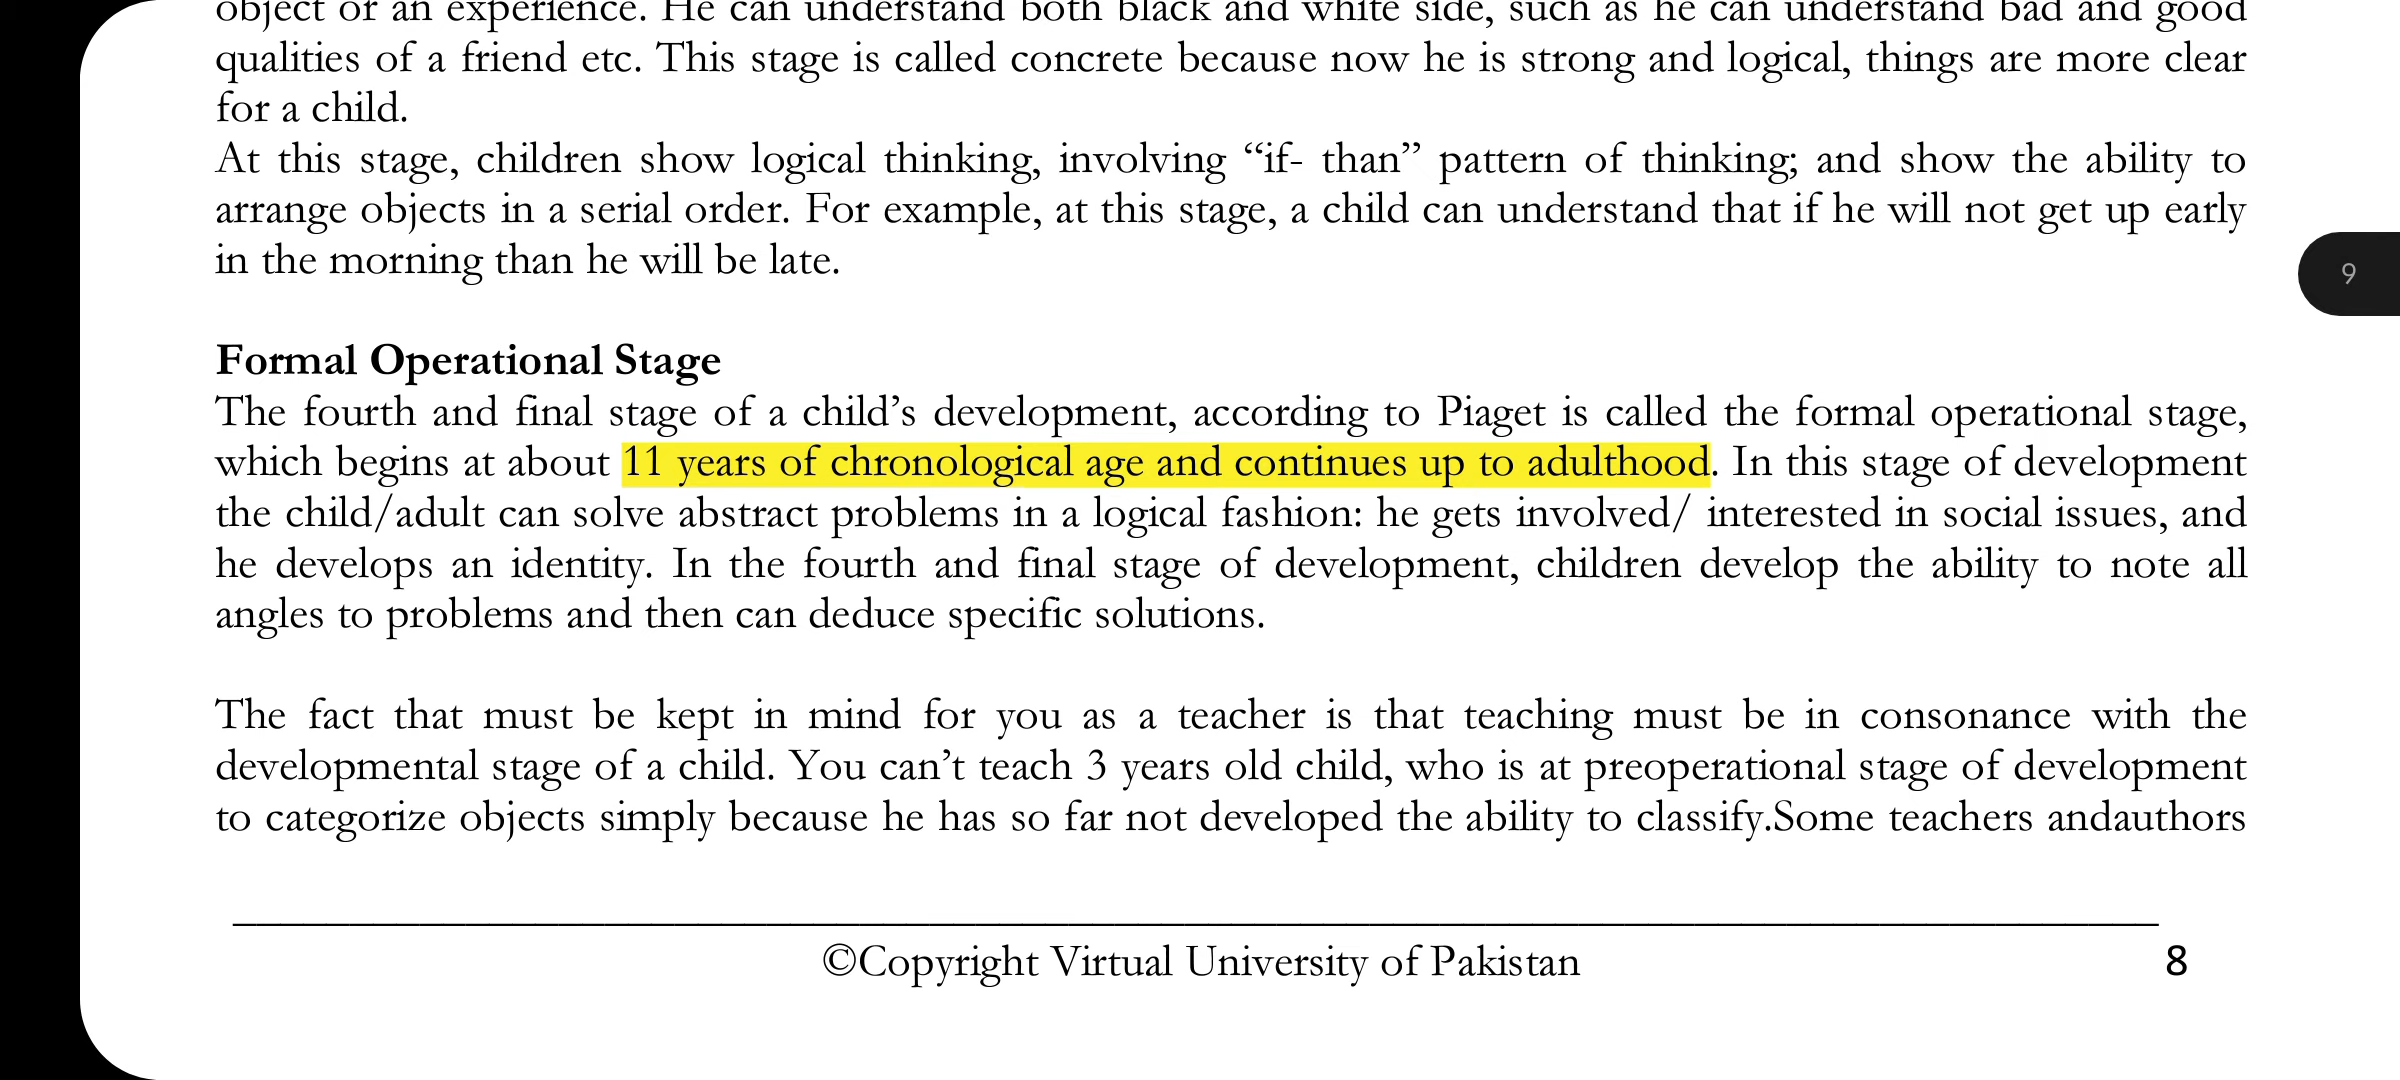 object or an experience. He can understand both black and white side, such as he can understand bad and good
qualities of a friend etc. This stage is called concrete because now he is strong and logical, things are more clear
for a child.
At this stage, children show logical thinking, involving “if- than” pattern of thinking; and show the ability to
arrange objects in a serial order. For example, at this stage, a child can understand that if he will not get up early
in the morning than he will be late.
9
Formal Operational Stage
The fourth and final stage of a child’s development, according to Piaget is called the formal operational stage,
which begins at about 11 years of chronological age and continues up to adulthood. In this stage of development
the child/adult can solve abstract problems in a logical fashion: he gets involved/ interested in social issues, and
he develops an identity. In the fourth and final stage of development, children develop the ability to note all
angles to problems and then can deduce specific solutions.
The fact that must be kept in mind for you as a teacher is that teaching must be in consonance with the
developmental stage of a child. You can’t teach 3 years old child, who is at preoperational stage of development
to categorize objects simply because he has so far not developed the ability to classify.Some teachers andauthors
©Copyright Virtual University of Pakistan 8